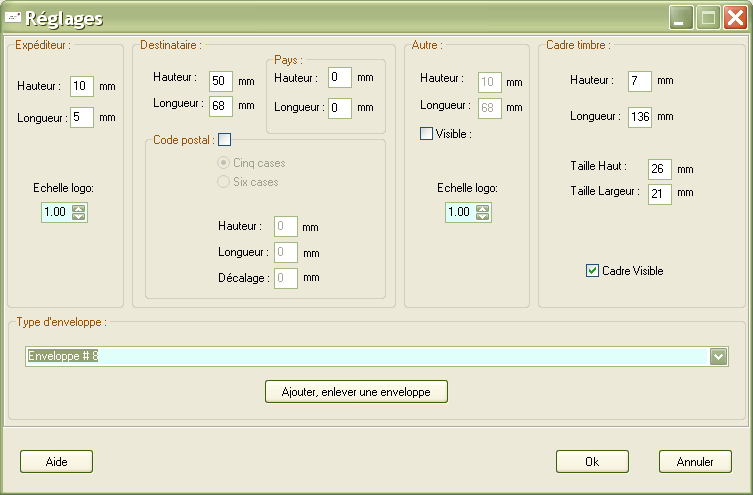 Réglages
Expéditeur :
Hauteur : 10 mm
Longueur : 5 mm
Echelle logo:
1.00
Destinataire :
Hauteur : 50 mm
Longueur : 68 mm
Pays :
Hauteur : 0 mm
Longueur : 0 mm
Code postal :
Cinq cases
Six cases
Hauteur : 0 mm
Longueur : 0 mm
Décalage : 0 mm
Autre :
Hauteur : 10 mm
Longueur : 68 mm
Visible :
Echelle logo:
1.00
Cadre timbre :
Hauteur : 7 mm
Longueur : 136 mm
Taille Haut : 26 mm
Taille Largeur : 21 mm
Cadre Visible
Type d'enveloppe :
Enveloppe # 8
Ajouter, enlever une enveloppe
Aide
Ok
Annuler